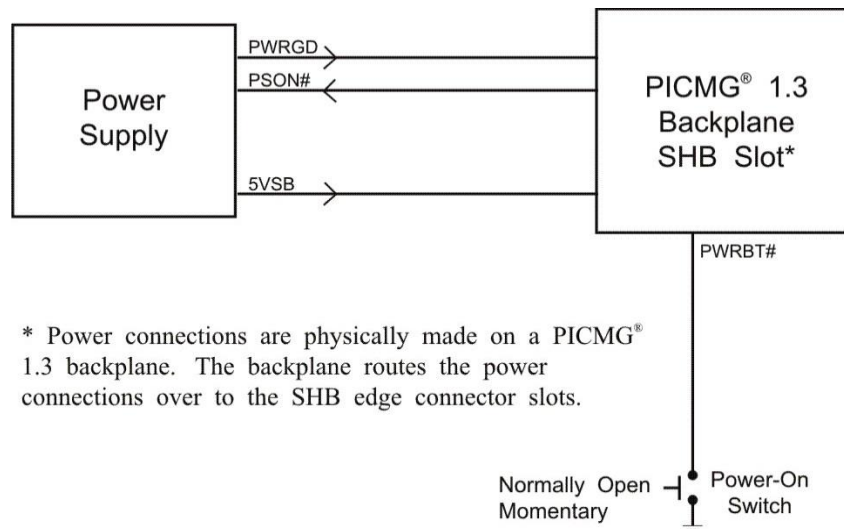 PWRGD
PSON#
Power
Supply
5VSB
PICMG® 1.3
Backplane
SHB Slot*
PWRBT#
* Power connections are physically made on a PICMG®
1.3 backplane. The backplane routes the power
connections over to the SHB edge connector slots.
Normally Open
Momentary
Power-On
Switch